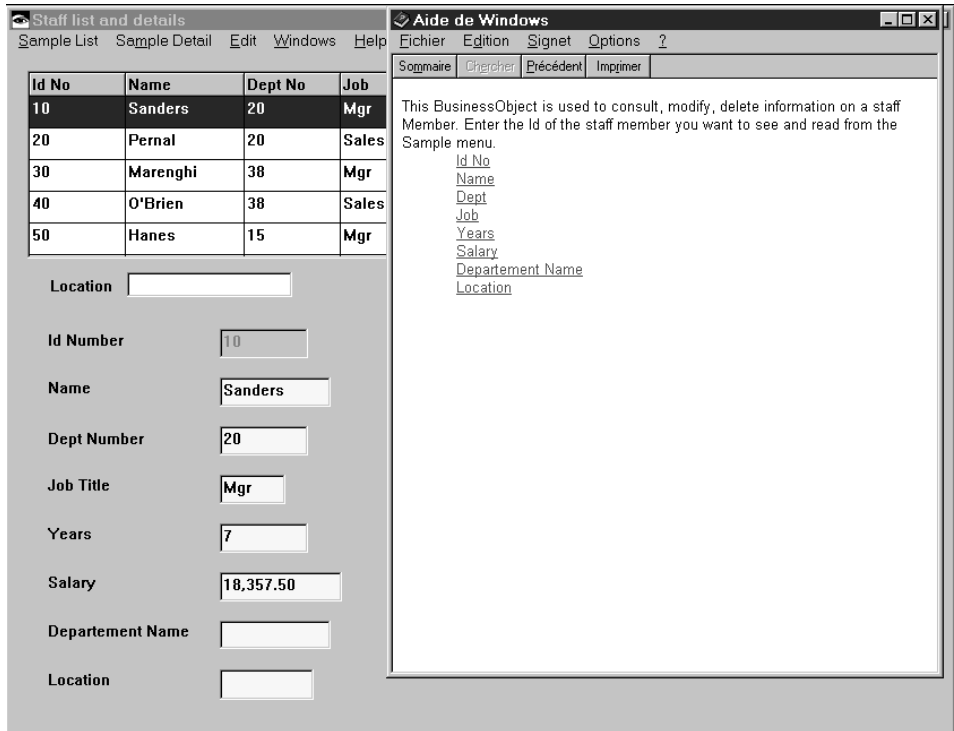 Staff list and details
Sample List Sample Detail Edit Windows Help
Id No Name Dept No Job
10 Sanders 20 Mgr
20 Pernal 20 Sales
30 Marenghi 38 Mgr
40 O'Brien 38 Sales
50 Hanes 15 Mgr
Location
Id Number 10
Name Sanders
Dept Number 20
Job Title Mgr
Years 7
Salary 18,357.50
Departement Name
Location
Aide de Windows
Fichier Edition Signet Options ?
Sommaire Chercher Précédent Imprimer
This BusinessObject is used to consult, modify, delete information on a staff
Member. Enter the Id of the staff member you want to see and read from the
Sample menu.
Id No
Name
Dept
Job
Years
Salary
Departement Name
Location